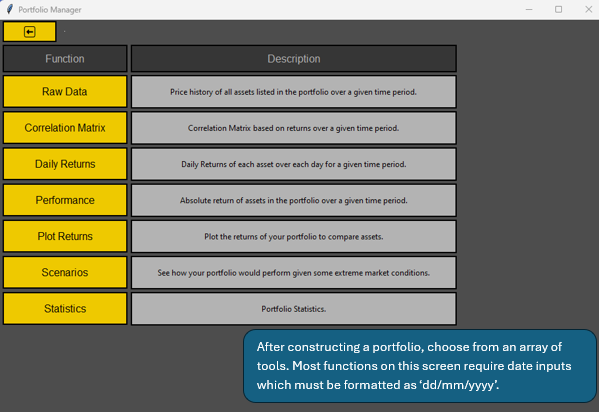 Portfolio Manager
Function Description
Raw Data Price history of all assets listed in the portfolio over a given time period.
Correlation Matrix Correlation Matrix based on returns over a given time period.
Daily Returns Daily Returns of each asset over each day for a given time period.
Performance Absolute return of assets in the portfolio over a given time period.
Plot Returns Plot the returns of your portfolio to compare assets.
Scenarios See how your portfolio would perform given some extreme market conditions.
Statistics Portfolio Statistics.
After constructing a portfolio, choose from an array of
tools. Most functions on this screen require date inputs
which must be formatted as ‘dd/mm/yyyy’.